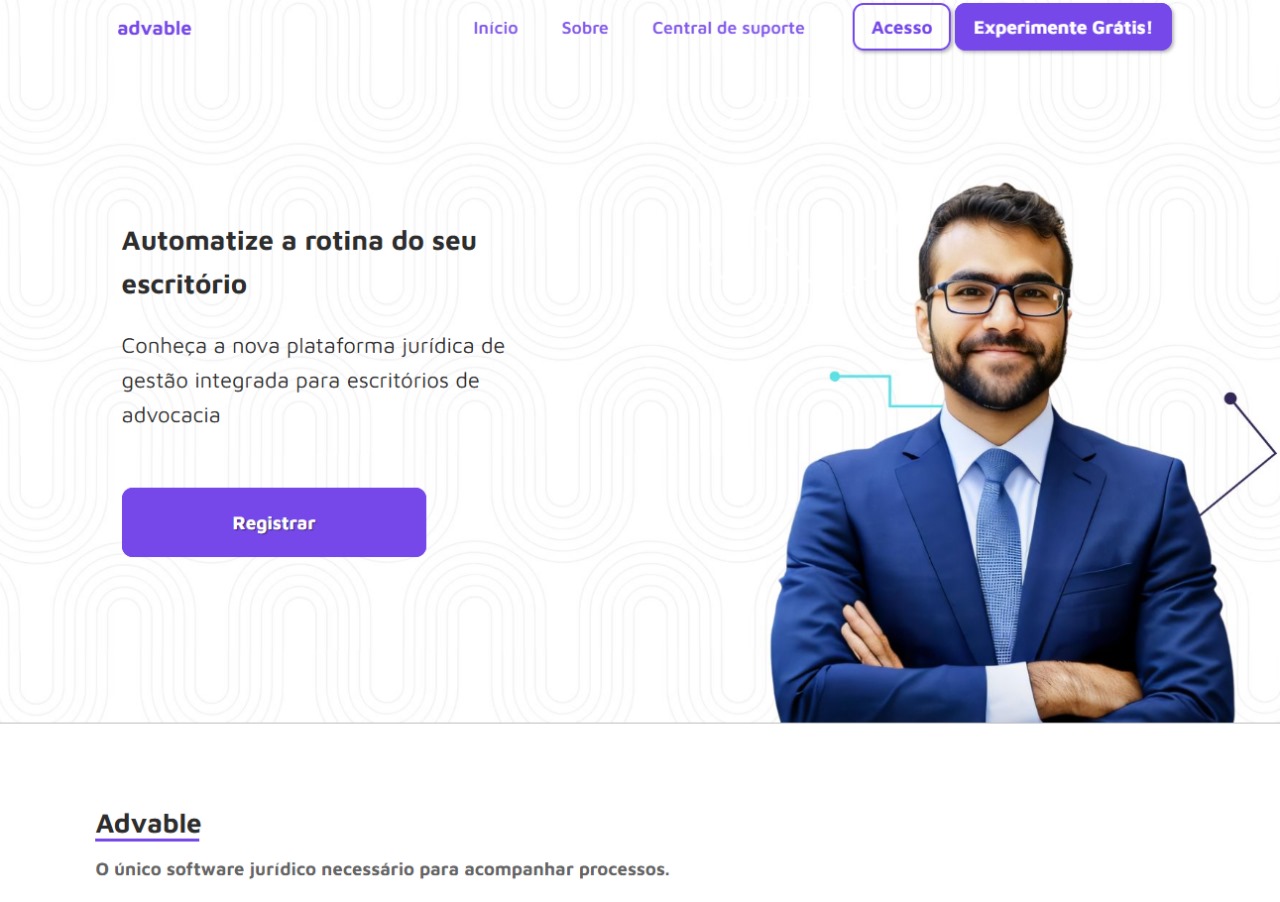 advable
Início
Sobre
Central de suporte
Acesso
Experimente Grátis!
Automatize a rotina do seu
escritório
Conheça a nova plataforma jurídica de
gestão integrada para escritórios de
advocacia
Registrar
Advable
O único software jurídico necessário para acompanhar processos.